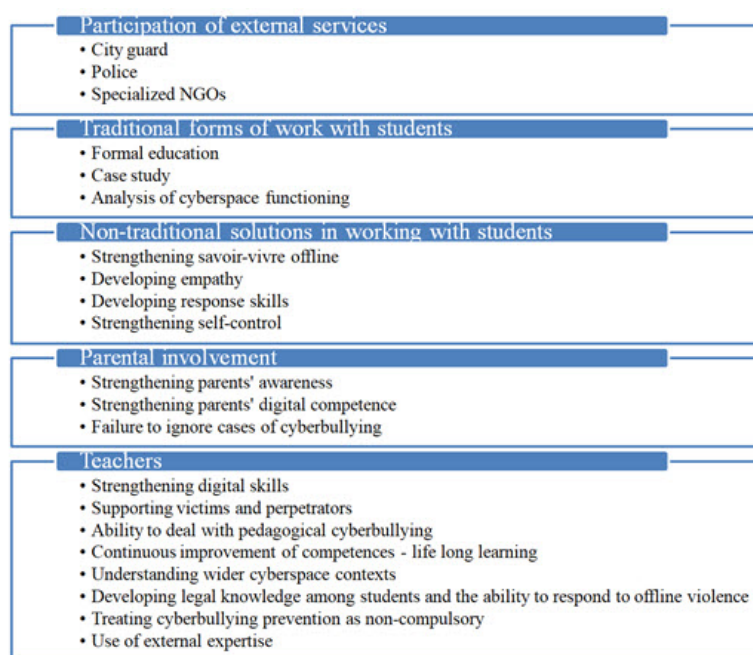 Participation of external services
• City guard
• Police
• Specialized NGOs
Traditional forms of work with students
• Formal education
• Case study
• Analysis of cyberspace functioning
Non-traditional solutions in working with students
• Strengthening savoir-vivre offline
• Developing empathy
• Developing response skills
• Strengthening self-control
Parental involvement
• Strengthening parents' awareness
• Strengthening parents' digital competence
• Failure to ignore cases of cyberbullying
Teachers
• Strengthening digital skills
• Supporting victims and perpetrators
• Ability to deal with pedagogical cyberbullying
• Continuous improvement of competences - life long learning
• Understanding wider cyberspace contexts
• Developing legal knowledge among students and the ability to respond to offline violence
• Treating cyberbullying prevention as non-compulsory
• Use of external expertise